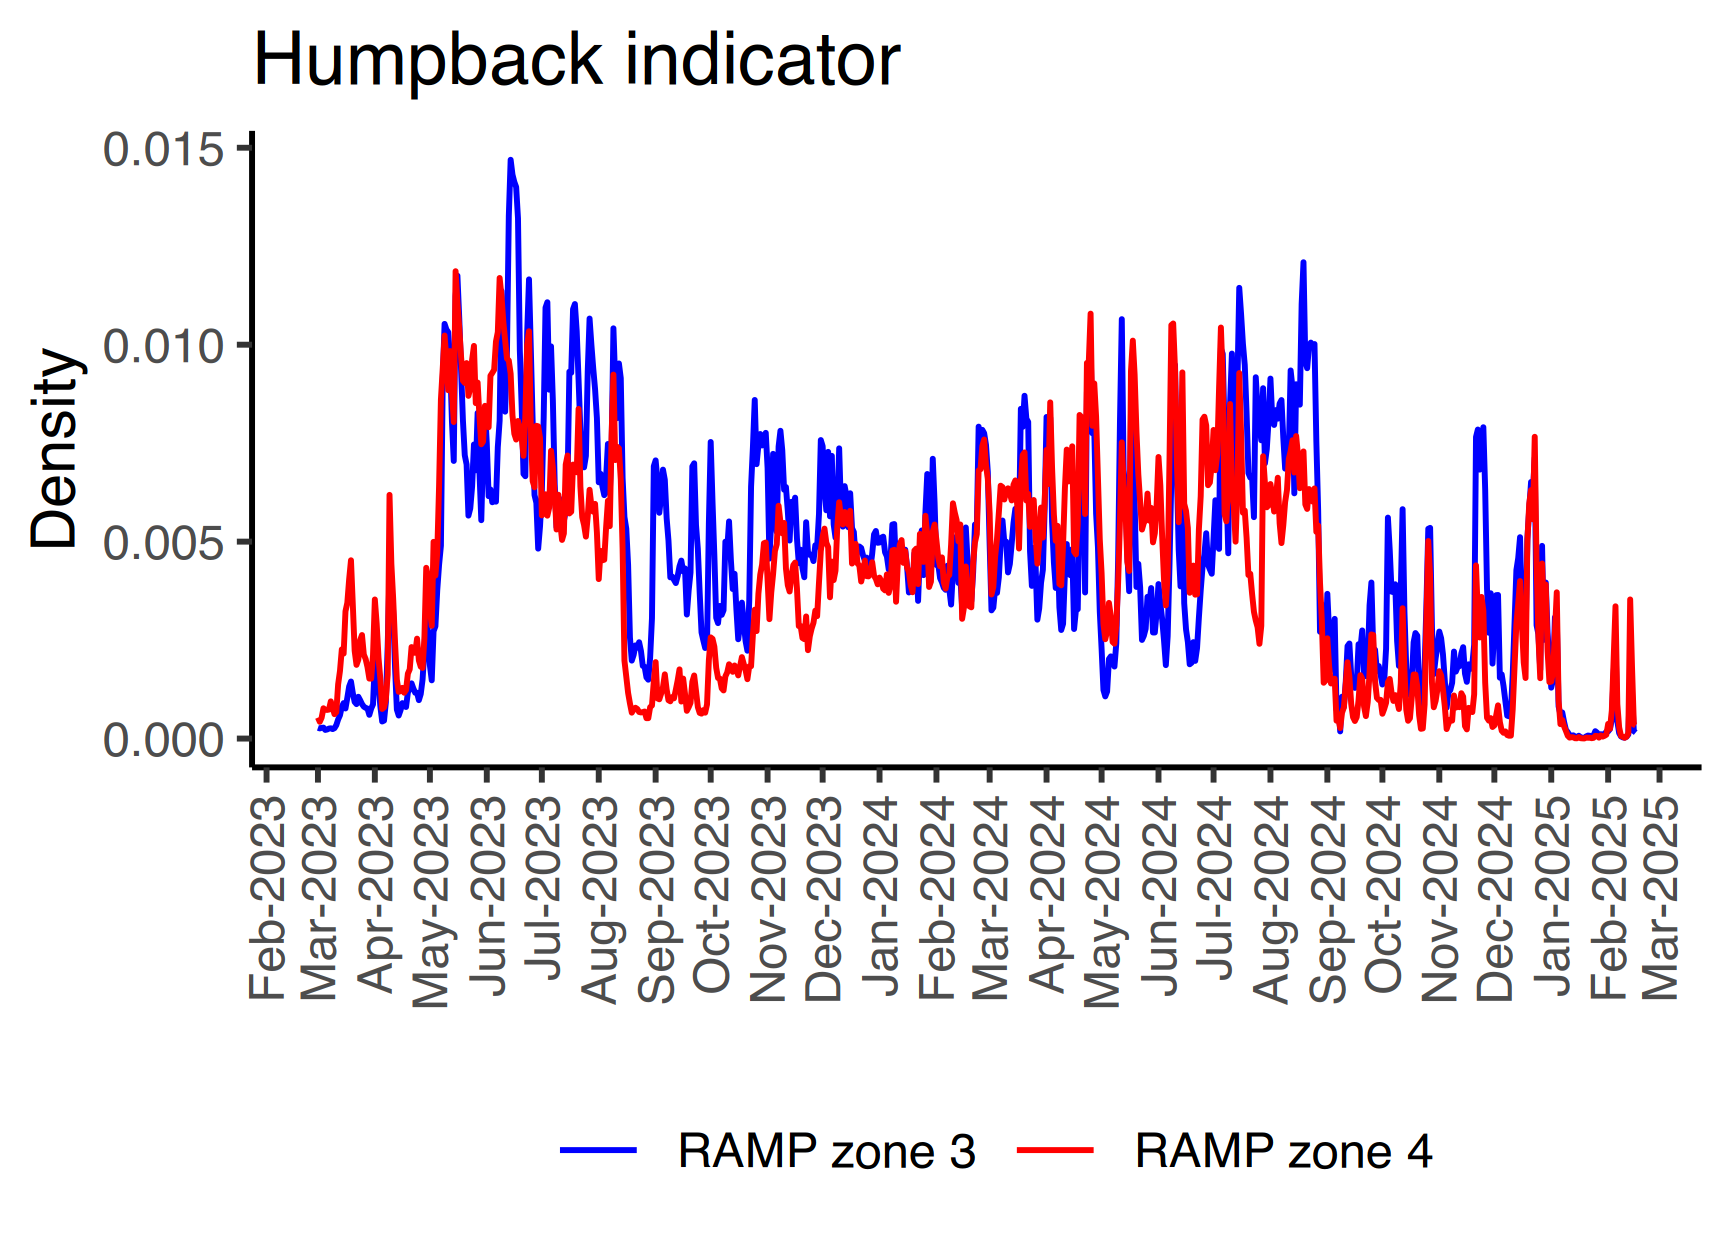 Humpback indicator
Density
0.015
0.010
0.005
0.000
Feb-2023
Mar-2023
Apr-2023
May-2023
Jun-2023
Jul-2023
Aug-2023
Sep-2023
Oct-2023
Nov-2023
Dec-2023
Jan-2024
Feb-2024
Mar-2024
Apr-2024
May-2024
Jun-2024
Jul-2024
Aug-2024
Sep-2024
Oct-2024
Nov-2024
Dec-2024
Jan-2025
Feb-2025
Mar-2025
RAMP zone 3
RAMP zone 4